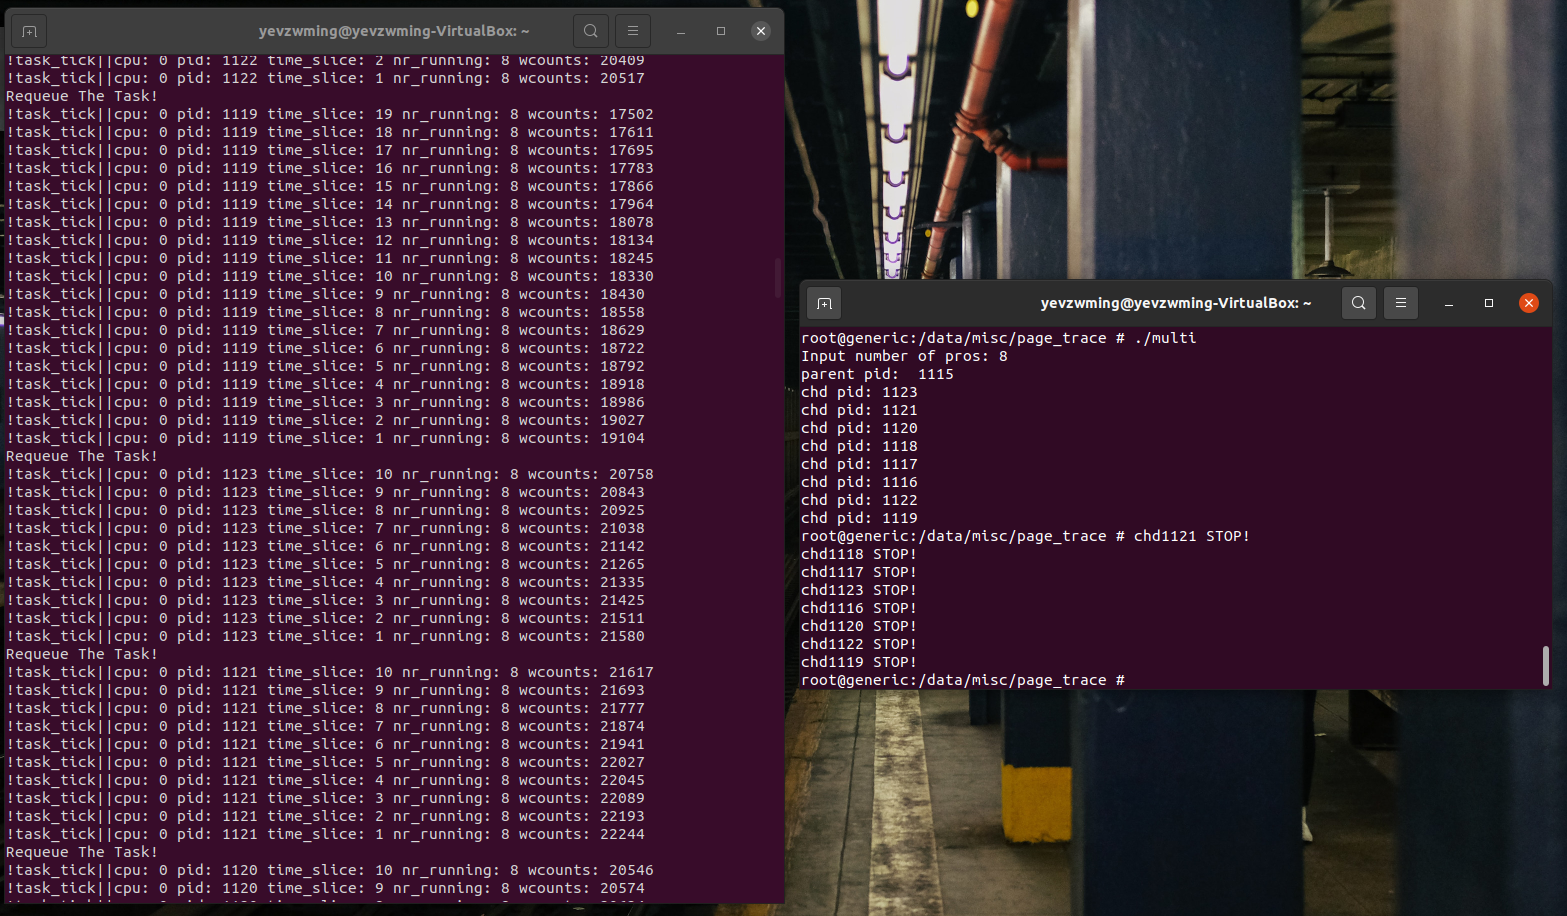 yevzwming@yevzwming-VirtualBox: ~
!task_tick||cpu: 0 pid: 1122 time_slice: 2 nr_running: 8 wcounts: 20409
!task_tick||cpu: 0 pid: 1122 time_slice: 1 nr_running: 8 wcounts: 20517
Requeue The Task!
!task_tick||cpu: 0 pid: 1119 time_slice: 19 nr_running: 8 wcounts: 17502
!task_tick||cpu: 0 pid: 1119 time_slice: 18 nr_running: 8 wcounts: 17611
!task_tick||cpu: 0 pid: 1119 time_slice: 17 nr_running: 8 wcounts: 17695
!task_tick||cpu: 0 pid: 1119 time_slice: 16 nr_running: 8 wcounts: 17783
!task_tick||cpu: 0 pid: 1119 time_slice: 15 nr_running: 8 wcounts: 17866
!task_tick||cpu: 0 pid: 1119 time_slice: 14 nr_running: 8 wcounts: 17964
!task_tick||cpu: 0 pid: 1119 time_slice: 13 nr_running: 8 wcounts: 18078
!task_tick||cpu: 0 pid: 1119 time_slice: 12 nr_running: 8 wcounts: 18134
!task_tick||cpu: 0 pid: 1119 time_slice: 11 nr_running: 8 wcounts: 18245
!task_tick||cpu: 0 pid: 1119 time_slice: 10 nr_running: 8 wcounts: 18330
!task_tick||cpu: 0 pid: 1119 time_slice: 9 nr_running: 8 wcounts: 18430
!task_tick||cpu: 0 pid: 1119 time_slice: 8 nr_running: 8 wcounts: 18558
!task_tick||cpu: 0 pid: 1119 time_slice: 7 nr_running: 8 wcounts: 18629
!task_tick||cpu: 0 pid: 1119 time_slice: 6 nr_running: 8 wcounts: 18722
!task_tick||cpu: 0 pid: 1119 time_slice: 5 nr_running: 8 wcounts: 18792
!task_tick||cpu: 0 pid: 1119 time_slice: 4 nr_running: 8 wcounts: 18918
!task_tick||cpu: 0 pid: 1119 time_slice: 3 nr_running: 8 wcounts: 18986
!task_tick||cpu: 0 pid: 1119 time_slice: 2 nr_running: 8 wcounts: 19027
!task_tick||cpu: 0 pid: 1119 time_slice: 1 nr_running: 8 wcounts: 19104
Requeue The Task!
!task_tick||cpu: 0 pid: 1123 time_slice: 10 nr_running: 8 wcounts: 20758
!task_tick||cpu: 0 pid: 1123 time_slice: 9 nr_running: 8 wcounts: 20843
!task_tick||cpu: 0 pid: 1123 time_slice: 8 nr_running: 8 wcounts: 20925
!task_tick||cpu: 0 pid: 1123 time_slice: 7 nr_running: 8 wcounts: 21038
!task_tick||cpu: 0 pid: 1123 time_slice: 6 nr_running: 8 wcounts: 21142
!task_tick||cpu: 0 pid: 1123 time_slice: 5 nr_running: 8 wcounts: 21265
!task_tick||cpu: 0 pid: 1123 time_slice: 4 nr_running: 8 wcounts: 21335
!task_tick||cpu: 0 pid: 1123 time_slice: 3 nr_running: 8 wcounts: 21425
!task_tick||cpu: 0 pid: 1123 time_slice: 2 nr_running: 8 wcounts: 21511
!task_tick||cpu: 0 pid: 1123 time_slice: 1 nr_running: 8 wcounts: 21580
Requeue The Task!
!task_tick||cpu: 0 pid: 1121 time_slice: 10 nr_running: 8 wcounts: 21617
!task_tick||cpu: 0 pid: 1121 time_slice: 9 nr_running: 8 wcounts: 21693
!task_tick||cpu: 0 pid: 1121 time_slice: 8 nr_running: 8 wcounts: 21777
!task_tick||cpu: 0 pid: 1121 time_slice: 7 nr_running: 8 wcounts: 21874
!task_tick||cpu: 0 pid: 1121 time_slice: 6 nr_running: 8 wcounts: 21941
!task_tick||cpu: 0 pid: 1121 time_slice: 5 nr_running: 8 wcounts: 22027
!task_tick||cpu: 0 pid: 1121 time_slice: 4 nr_running: 8 wcounts: 22045
!task_tick||cpu: 0 pid: 1121 time_slice: 3 nr_running: 8 wcounts: 22089
!task_tick||cpu: 0 pid: 1121 time_slice: 2 nr_running: 8 wcounts: 22193
!task_tick||cpu: 0 pid: 1121 time_slice: 1 nr_running: 8 wcounts: 22244
Requeue The Task!
!task_tick||cpu: 0 pid: 1120 time_slice: 10 nr_running: 8 wcounts: 20546
!task_tick||cpu: 0 pid: 1120 time_slice: 9 nr_running: 8 wcounts: 20574
yevzwming@yevzwming-VirtualBox: ~
root@generic:/data/misc/page_trace # ./multi
Input number of pros: 8
parent pid:  1115
chd pid: 1123
chd pid: 1121
chd pid: 1120
chd pid: 1118
chd pid: 1117
chd pid: 1116
chd pid: 1122
chd pid: 1119
root@generic:/data/misc/page_trace # chd1121 STOP!
chd1118 STOP!
chd1117 STOP!
chd1123 STOP!
chd1116 STOP!
chd1120 STOP!
chd1122 STOP!
chd1119 STOP!
root@generic:/data/misc/page_trace #